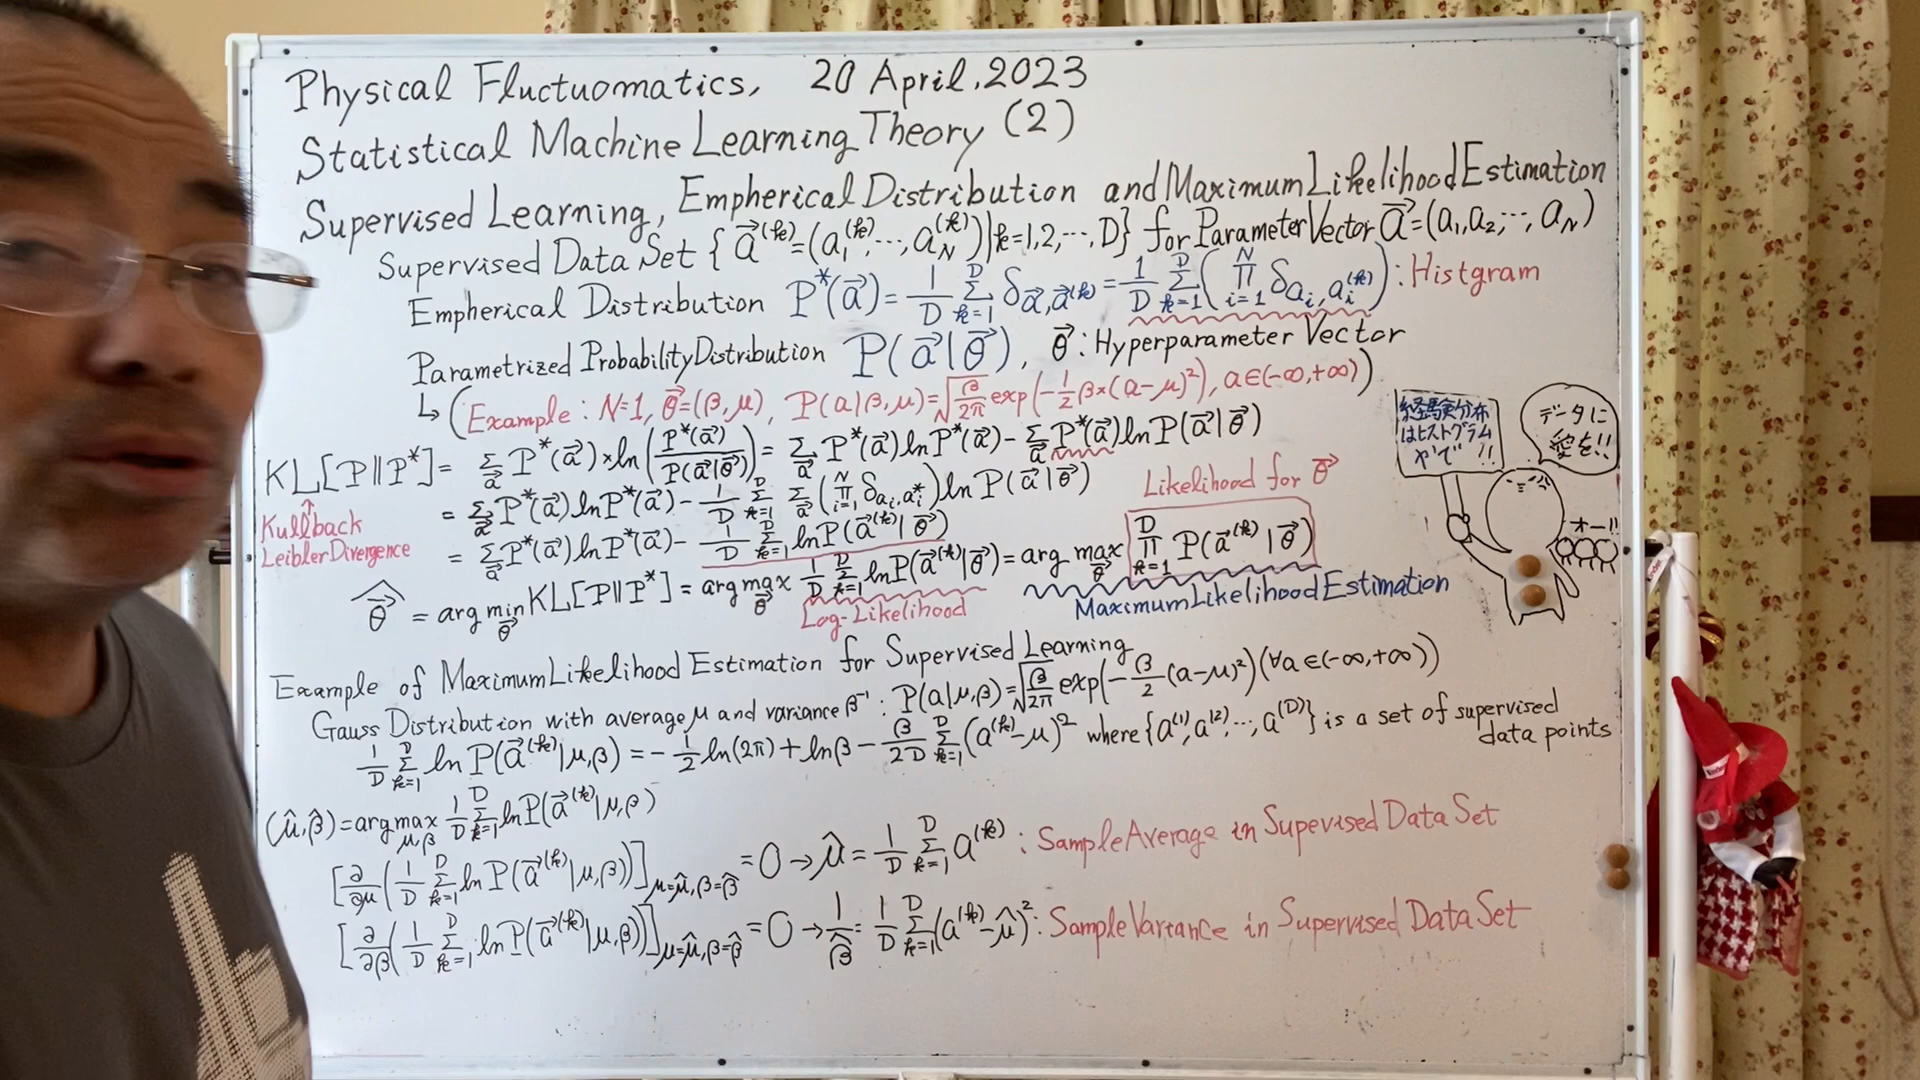 Physical Fluctuomatics, 20 April, 2023
Statistical Machine Learning Theory (2)
Supervised Learning, Empherical Distribution and Maximum Likelihood Estimation
Supervised Data Set { a⃗^(k) = (a₁^(k), ..., a_N^(k)) | k=1,2,...,D } for Parameter Vector a⃗ = (a₁, a₂, ..., a_N)
Empherical Distribution P*(a⃗) = 1/D Σ_{k=1}^D δ_{a⃗,a⃗^(k)} = 1/D Σ_{k=1}^D ( Π_{i=1}^N δ_{a_i,a_i^(k)} ) : Histgram
Parametrized Probability Distribution P(a⃗|θ⃗), θ⃗: Hyperparameter Vector
↳ (Example: N=1, θ⃗=(β,μ), P(a|β,μ) = √(β/2π) exp(-1/2 β×(a-μ)²), a∈(-∞,+∞))
KL[P||P*] = Σ_a⃗ P*(a⃗) × ln( P*(a⃗) / P(a⃗|θ⃗) ) = Σ_a⃗ P*(a⃗) ln P*(a⃗) - Σ_a⃗ P*(a⃗) ln P(a⃗|θ⃗)
↑
Kullback
Leibler Divergence
= Σ_a⃗ P*(a⃗) ln P*(a⃗) - 1/D Σ_{k=1}^D Σ_a⃗ ( Π_{i=1}^N δ_{a_i,a_i*} ) ln P(a⃗|θ⃗)
Likelihood for θ⃗
= Σ_a⃗ P*(a⃗) ln P*(a⃗) - 1/D Σ_{k=1}^D ln P(a⃗^(k)|θ⃗)
θ⃗^ = arg min_θ⃗ KL[P||P*] = arg max_θ⃗ 1/D Σ_{k=1}^D ln P(a⃗^(k)|θ⃗) = arg max_θ⃗ Π_{k=1}^D P(a⃗^(k)|θ⃗)
Log-Likelihood
Maximum Likelihood Estimation
経験分布
はヒストグラム
やで!!
データに
愛を!!
オー!!
Example of Maximum Likelihood Estimation for Supervised Learning
Gauss Distribution with average μ and variance β⁻¹ : P(a|μ,β) = √(β/2π) exp(-β/2 (a-μ)²) (∀a∈(-∞,+∞))
1/D Σ_{k=1}^D ln P(a⃗^(k)|μ,β) = -1/2 ln(2π) + lnβ - β/2D Σ_{k=1}^D (a^(k)-μ)² where {a^(1), a^(2), ..., a^(D)} is a set of supervised
data points
(μ̂,β̂) = arg max_{μ,β} 1/D Σ_{k=1}^D ln P(a⃗^(k)|μ,β)
[∂/∂μ (1/D Σ_{k=1}^D ln P(a⃗^(k)|μ,β))]_{μ=μ̂,β=β̂} = 0 → μ̂ = 1/D Σ_{k=1}^D a^(k) : Sample Average in Supevised Data Set
[∂/∂β (1/D Σ_{k=1}^D ln P(a⃗^(k)|μ,β))]_{μ=μ̂,β=β̂} = 0 → 1/β̂ = 1/D Σ_{k=1}^D (a^(k)-μ̂)² : Sample Variance in Supervised Data Set